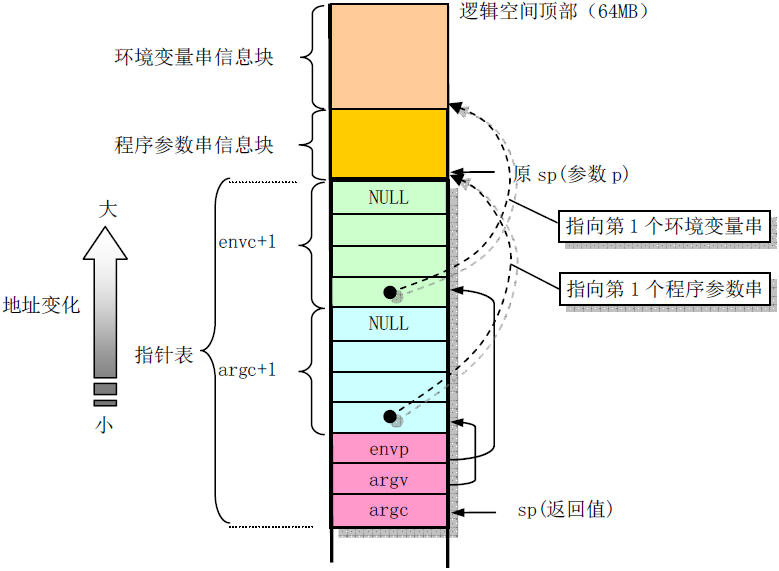 逻辑空间顶部（64MB）
环境变量串信息块
程序参数串信息块
原 sp(参数 p)
NULL
大
指向第 1 个环境变量串
envc+1
指向第 1 个程序参数串
地址变化
NULL
指针表
argc+1
小
envp
argv
argc
sp(返回值)